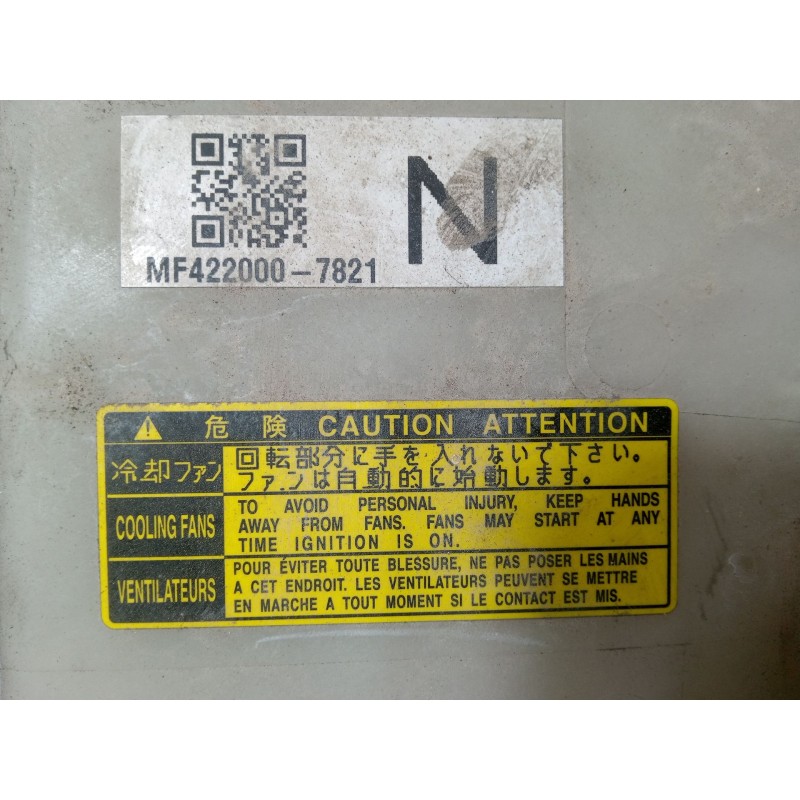 N
MF422000-7821
危険 CAUTION ATTENTION
冷却ファン
回転部分に手を入れないで下さい。
ファンは自動的に始動します。
COOLING FANS
TO AVOID PERSONAL INJURY, KEEP HANDS
AWAY FROM FANS. FANS MAY START AT ANY
TIME IGNITION IS ON.
VENTILATEURS
POUR ÉVITER TOUTE BLESSURE, NE PAS POSER LES MAINS
A CET ENDROIT. LES VENTILATEURS PEUVENT SE METTRE
EN MARCHE A TOUT MOMENT SI LE CONTACT EST MIS.